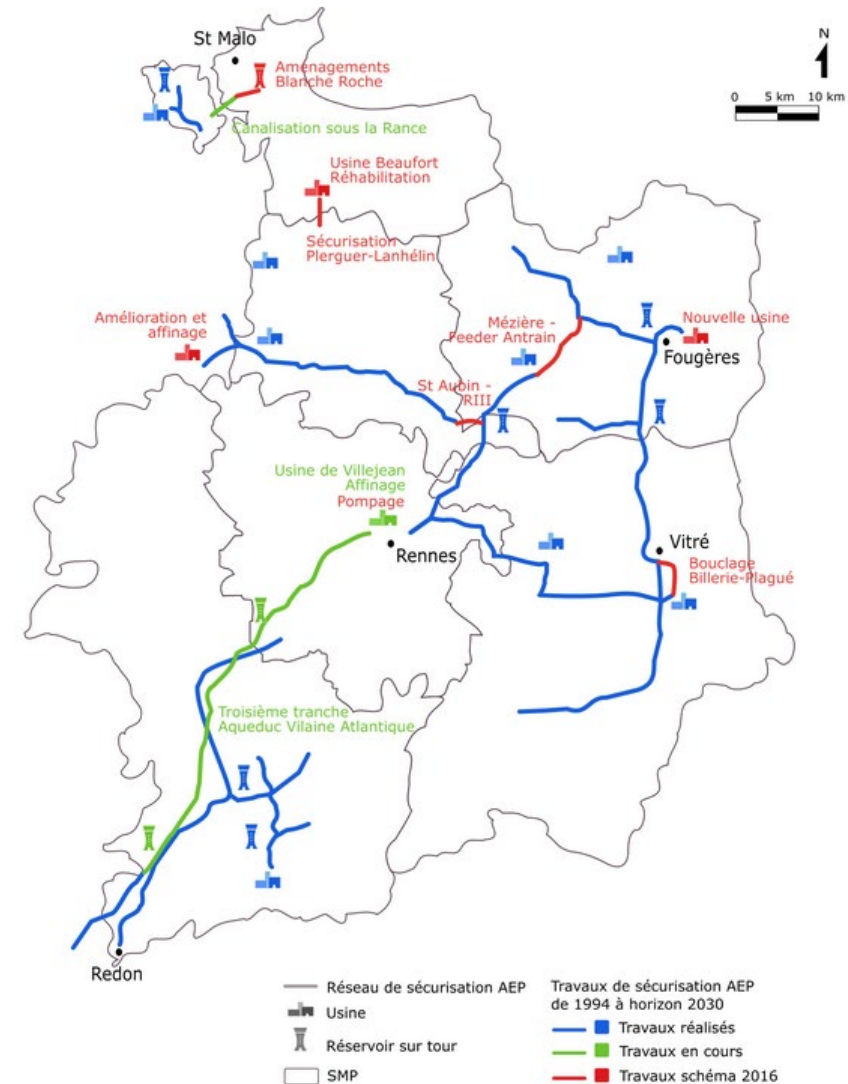 St Malo
N
Aménagements
Blanche Roche
0 5 km 10 km
Canalisation sous la Rance
Usine Beaufort
Réhabilitation
Sécurisation
Plerguer-Lanhélin
Amélioration et
affinage
Mézière -
Feeder Antrain
Nouvelle usine
Fougères
St Aubin -
RIII
Usine de Villejean
Affinage
Pompage
Rennes
Vitré
Bouclage
Billerie-Plagué
Troisième tranche
Aqueduc Vilaine Atlantique
Redon
Réseau de sécurisation AEP
Usine
Réservoir sur tour
SMP
Travaux de sécurisation AEP
de 1994 à horizon 2030
Travaux réalisés
Travaux en cours
Travaux schéma 2016